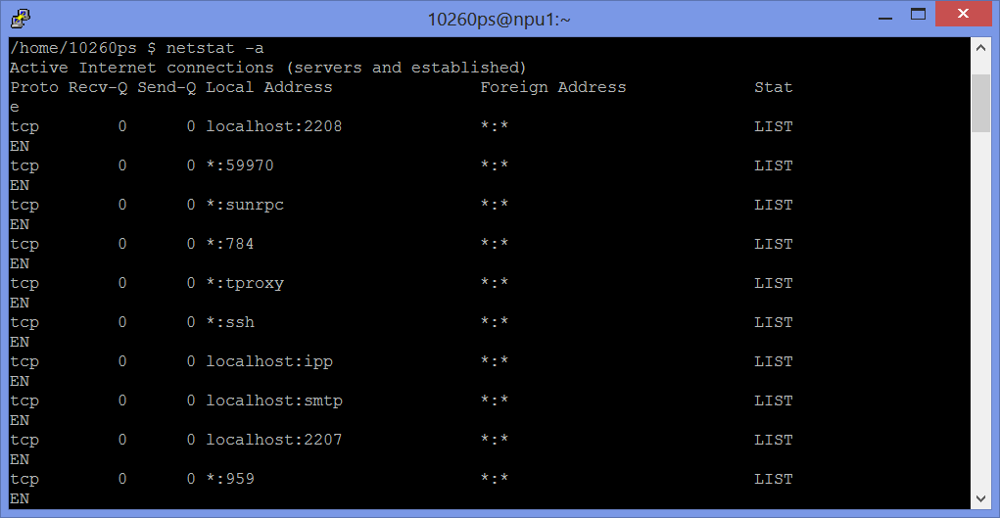 10260ps@npu1:~
/home/10260ps $ netstat -a
Active Internet connections (servers and established)
Proto Recv-Q Send-Q Local Address               Foreign Address             Stat
e
tcp        0      0 localhost:2208              *:*                         LIST
EN
tcp        0      0 *:59970                     *:*                         LIST
EN
tcp        0      0 *:sunrpc                    *:*                         LIST
EN
tcp        0      0 *:784                       *:*                         LIST
EN
tcp        0      0 *:tproxy                    *:*                         LIST
EN
tcp        0      0 *:ssh                       *:*                         LIST
EN
tcp        0      0 localhost:ipp               *:*                         LIST
EN
tcp        0      0 localhost:smtp              *:*                         LIST
EN
tcp        0      0 localhost:2207              *:*                         LIST
EN
tcp        0      0 *:959                       *:*                         LIST
EN